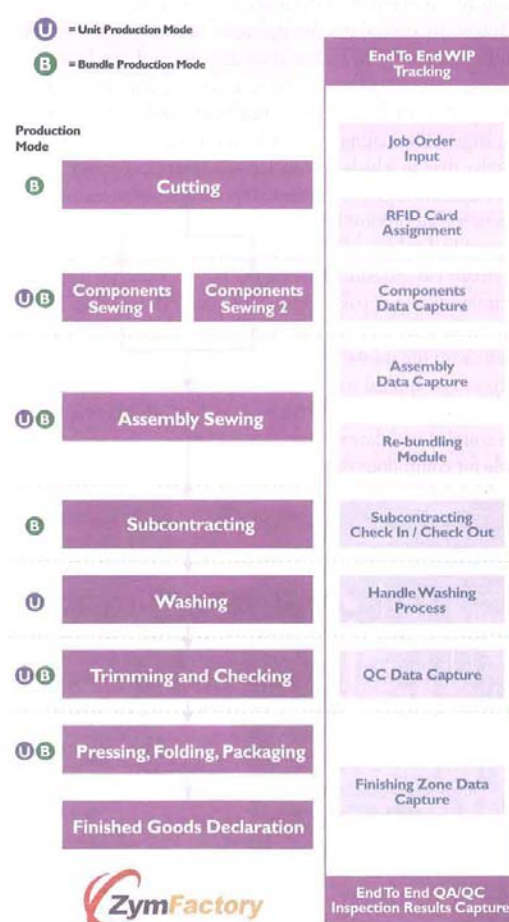 U = Unit Production Mode
B = Bundle Production Mode
End To End WIP
Tracking
Production
Mode
Job Order
Input
B
Cutting
RFID Card
Assignment
U B
Components
Sewing 1
Components
Sewing 2
Components
Data Capture
Assembly
Data Capture
U B
Assembly Sewing
Re-bundling
Module
B
Subcontracting
Subcontracting
Check In / Check Out
U
Washing
Handle Washing
Process
U B
Trimming and Checking
QC Data Capture
U B
Pressing, Folding, Packaging
Finishing Zone Data
Capture
Finished Goods Declaration
ZymFactory
End To End QA/QC
Inspection Results Capture